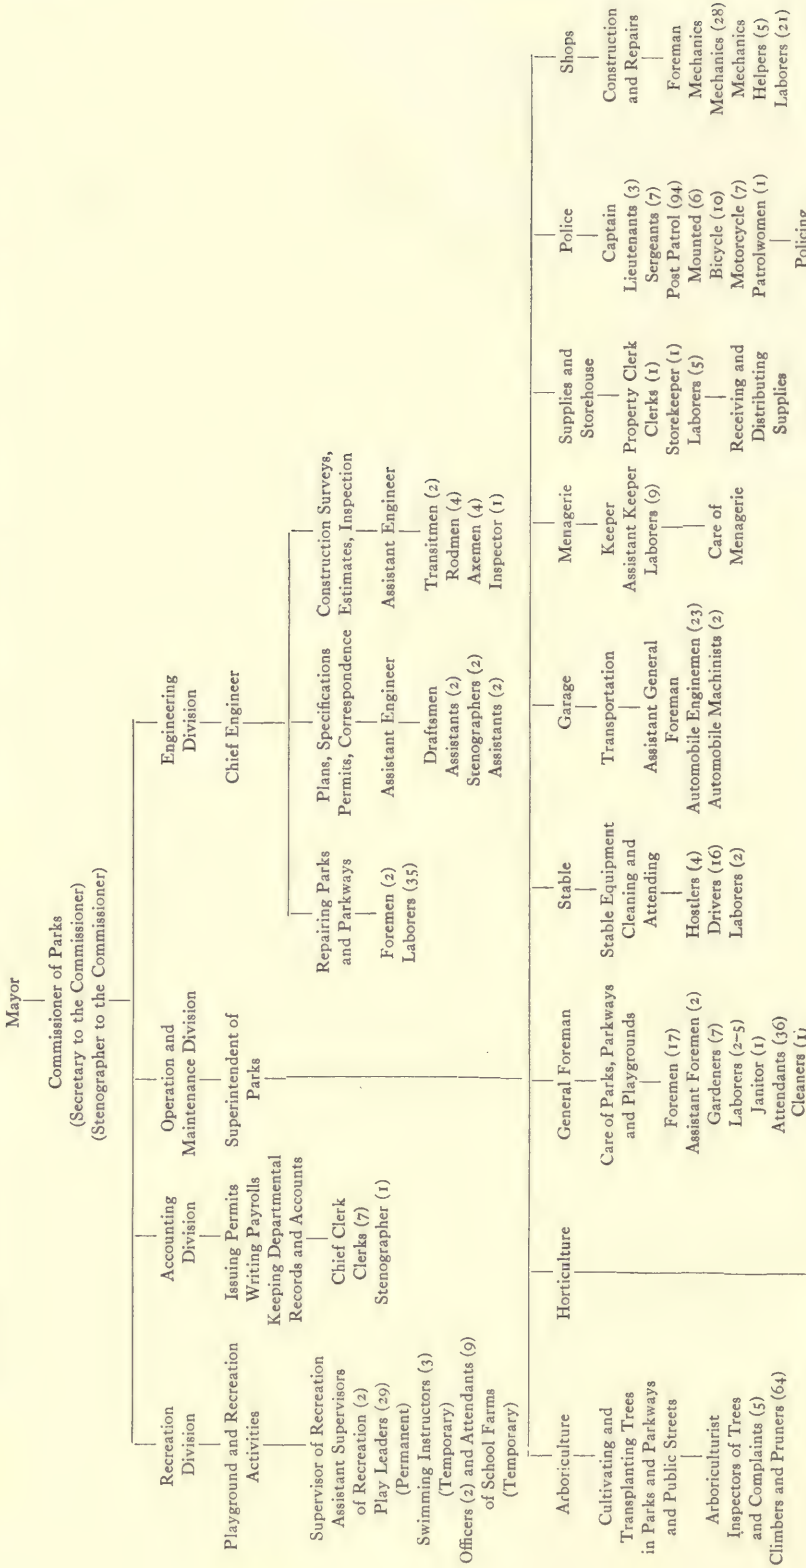 Mayor
Commissioner of Parks
(Secretary to the Commissioner)
(Stenographer to the Commissioner)
Recreation
Division
Playground and Recreation
Activities
Supervisor of Recreation
Assistant Supervisors
of Recreation (2)
Play Leaders (29)
(Permanent)
Swimming Instructors (3)
(Temporary)
Officers (2) and Attendants (9)
of School Farms
(Temporary)
Accounting
Division
Issuing Permits
Writing Payrolls
Keeping Departmental
Records and Accounts
Chief Clerk
Clerks (7)
Stenographer (1)
Operation and
Maintenance Division
Superintendent of
Parks
Engineering
Division
Chief Engineer
Repairing Parks
and Parkways
Foremen (2)
Laborers (35)
Plans, Specifications
Permits, Correspondence
Assistant Engineer
Draftsmen
Assistants (2)
Stenographers (2)
Assistants (2)
Construction Surveys,
Estimates, Inspection
Assistant Engineer
Transitmen (2)
Rodmen (4)
Axemen (4)
Inspector (1)
Arboriculture
Cultivating and
Transplanting Trees
in Parks and Parkways
and Public Streets
Arboriculturist
Inspectors of Trees
and Complaints (5)
Climbers and Pruners (64)
Horticulture
General Foreman
Care of Parks, Parkways
and Playgrounds
Foremen (17)
Assistant Foremen (2)
Gardeners (7)
Laborers (2-5)
Janitor (1)
Attendants (36)
Cleaners (1)
Stable
Stable Equipment
Cleaning and
Attending
Hostlers (4)
Drivers (16)
Laborers (2)
Garage
Transportation
Assistant General
Foreman
Automobile Enginemen (23)
Automobile Machinists (2)
Menagerie
Keeper
Assistant Keeper
Laborers (9)
Care of
Menagerie
Supplies and
Storehouse
Property Clerk
Clerks (1)
Storekeeper (1)
Laborers (5)
Receiving and
Distributing
Supplies
Police
Captain
Lieutenants (3)
Sergeants (7)
Post Patrol (94)
Mounted (6)
Bicycle (10)
Motorcycle (7)
Patrolwomen (1)
Policing
Shops
Construction
and Repairs
Foreman
Mechanics
Mechanics (28)
Mechanics
Helpers (5)
Laborers (21)